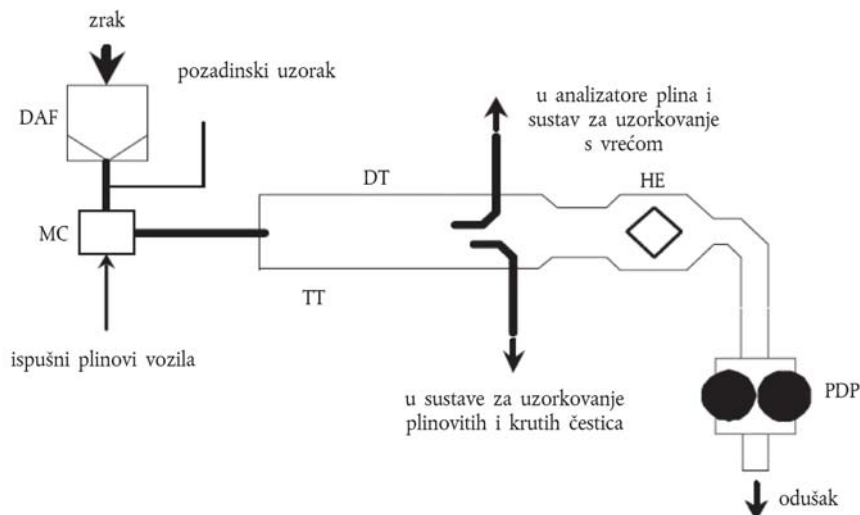 zrak
pozadinski uzorak
DAF
u analizatore plina i
sustav za uzorkovanje
s vrećom
DT
HE
MC
TT
ispušni plinovi vozila
u sustave za uzorkovanje
plinovitih i krutih čestica
PDP
odušak